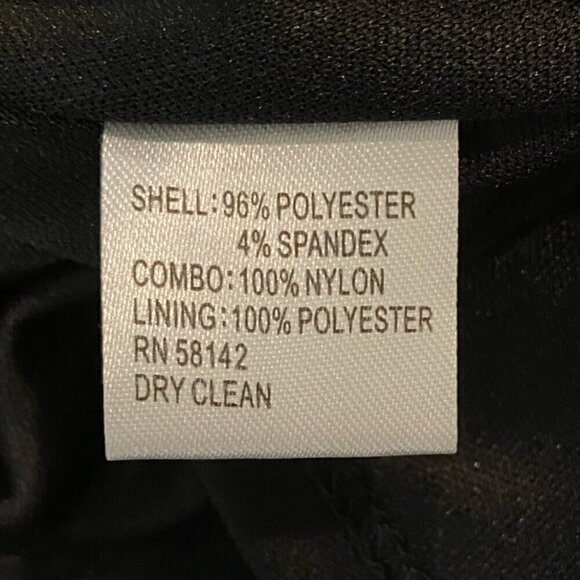 SHELL: 96% POLYESTER
4% SPANDEX
COMBO: 100% NYLON
LINING: 100% POLYESTER
RN 58142
DRY CLEAN